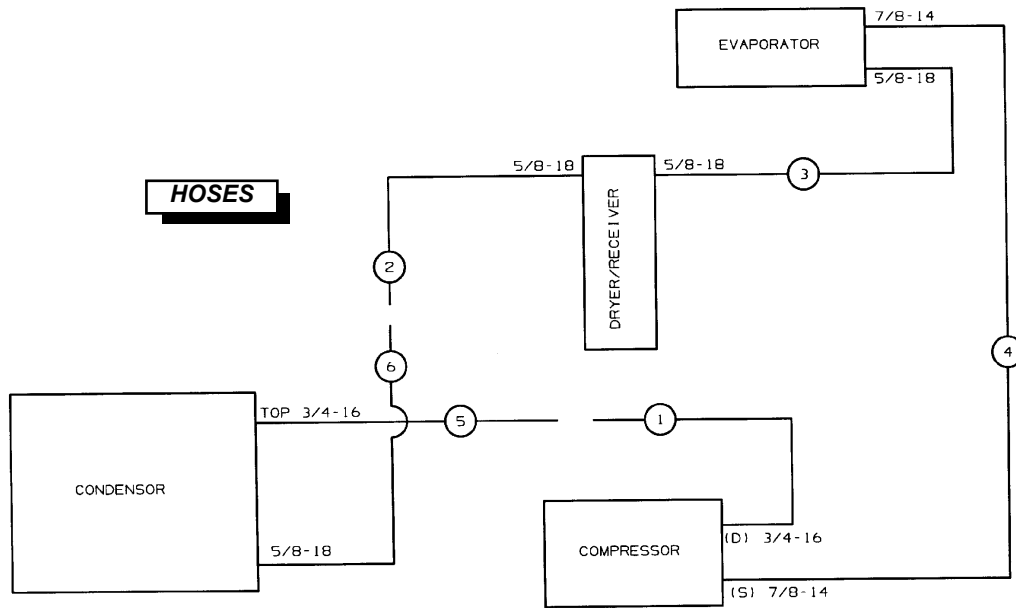 7/8-14
EVAPORATOR
5/8-18
5/8-18
5/8-18
3
HOSES
DRYER/RECEIVER
2
4
6
TOP 3/4-16
5
1
CONDENSOR
(D) 3/4-16
5/8-18
COMPRESSOR
(S) 7/8-14